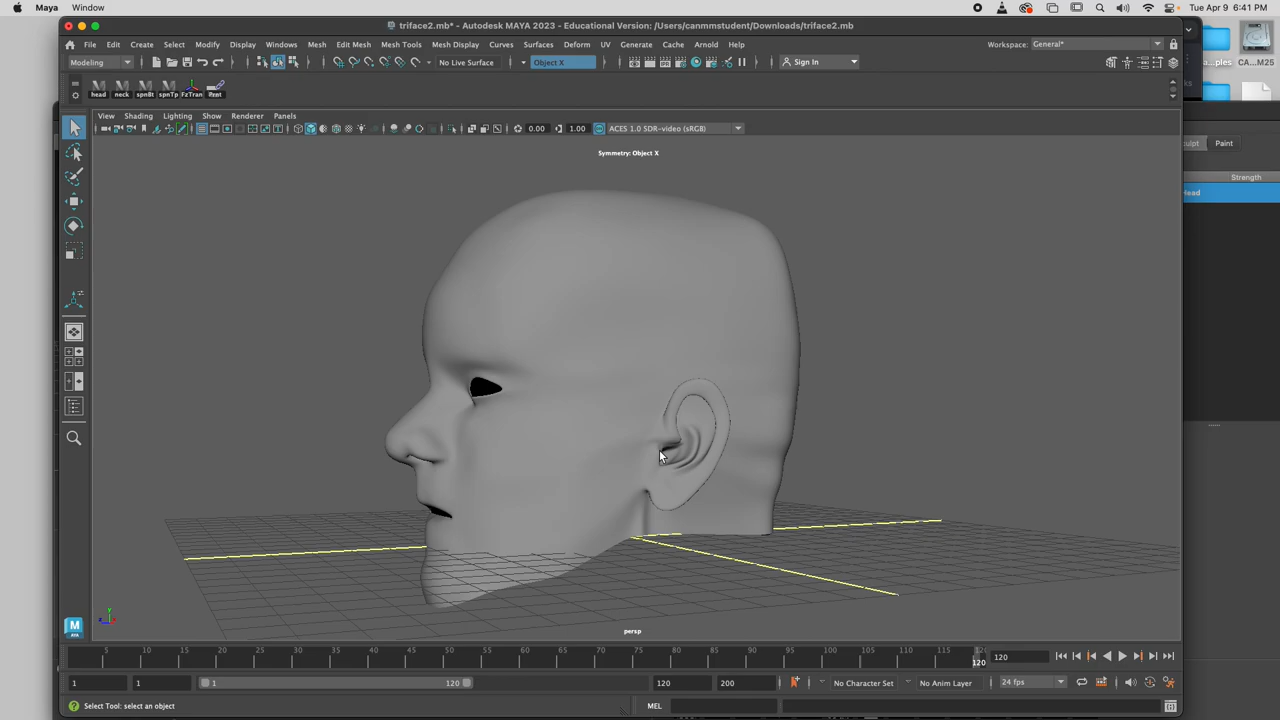 Maya Window Tue Apr 9 6:41 PM
triface2.mb* - Autodesk MAYA 2023 - Educational Version: /Users/canmmstudent/Downloads/triface2.mb
File Edit Create Select Modify Display Windows Mesh Edit Mesh Mesh Tools Mesh Display Curves Surfaces Deform UV Generate Cache Arnold Help Workspace: General*
Modeling No Live Surface Object X Sign In
...ples CA...M25
head neck spnBt spnTp FzTran Prnt
View Shading Lighting Show Renderer Panels
0.00 1.00 ACES 1.0 SDR-video (sRGB)
Paint
Symmetry: Object X
Strength
Head
persp
5 10 15 20 25 30 35 40 45 50 55 60 65 70 75 80 85 90 95 100 105 110 115 120
120 120
1 1 1 120 120 200 No Character Set No Anim Layer 24 fps
Select Tool: select an object MEL